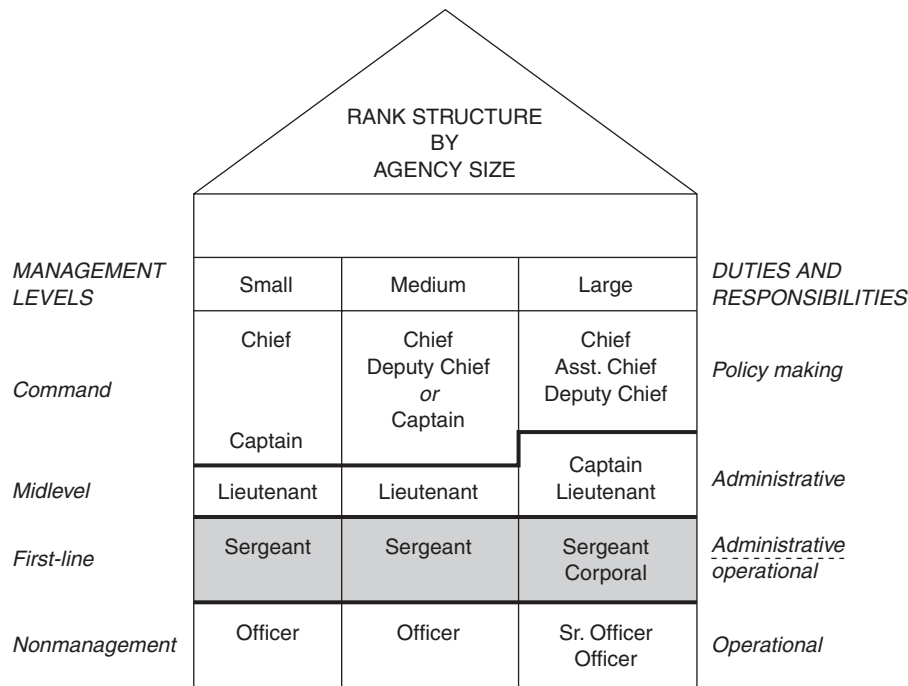 RANK STRUCTURE
BY
AGENCY SIZE
MANAGEMENT
LEVELS
Small
Medium
Large
DUTIES AND
RESPONSIBILITIES
Command
Chief
Captain
Chief
Deputy Chief
or
Captain
Chief
Asst. Chief
Deputy Chief
Policy making
Midlevel
Lieutenant
Lieutenant
Captain
Lieutenant
Administrative
First-line
Sergeant
Sergeant
Sergeant
Corporal
Administrative
operational
Nonmanagement
Officer
Officer
Sr. Officer
Officer
Operational